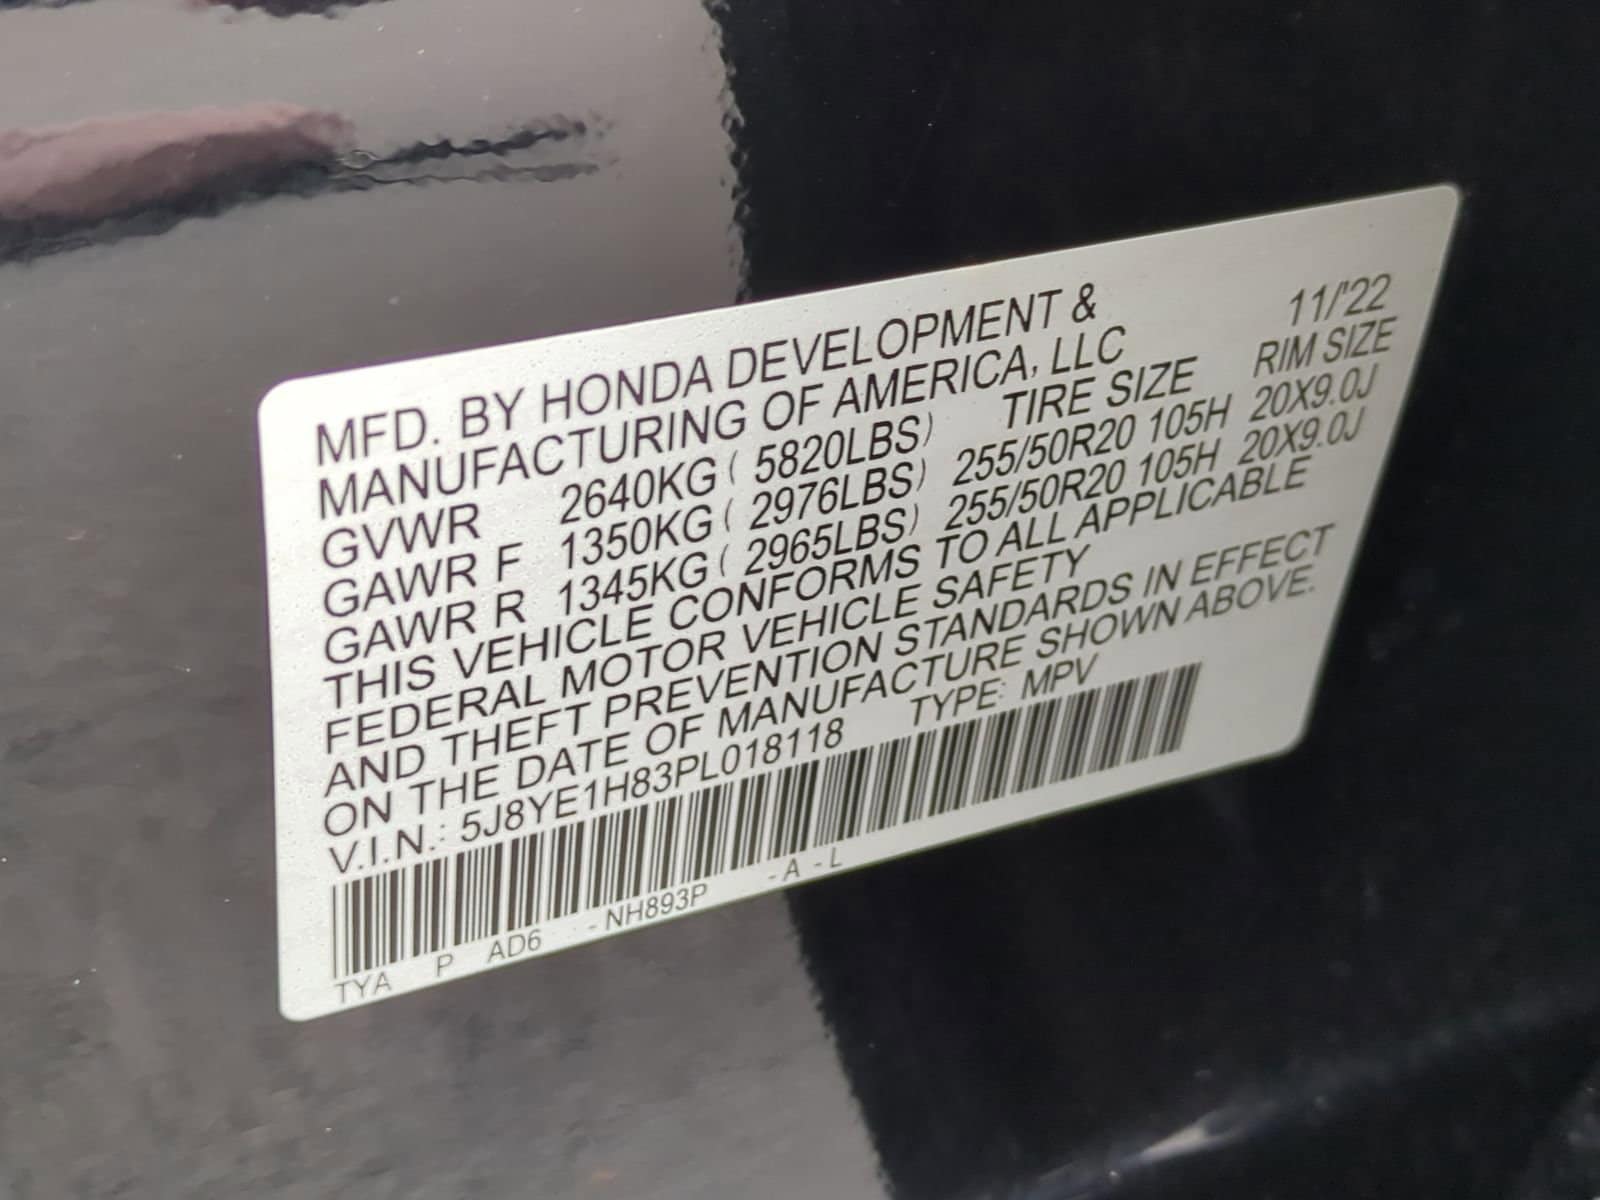 MFD. BY HONDA DEVELOPMENT & 11/'22
MANUFACTURING OF AMERICA, LLC
GVWR 2640KG ( 5820LBS) TIRE SIZE RIM SIZE
GAWR F 1350KG ( 2976LBS) 255/50R20 105H 20X9.0J
GAWR R 1345KG ( 2965LBS) 255/50R20 105H 20X9.0J
THIS VEHICLE CONFORMS TO ALL APPLICABLE
FEDERAL MOTOR VEHICLE SAFETY
AND THEFT PREVENTION STANDARDS IN EFFECT
ON THE DATE OF MANUFACTURE SHOWN ABOVE.
V.I.N.: 5J8YE1H83PL018118 TYPE: MPV
TYA P AD6 -NH893P -A -L